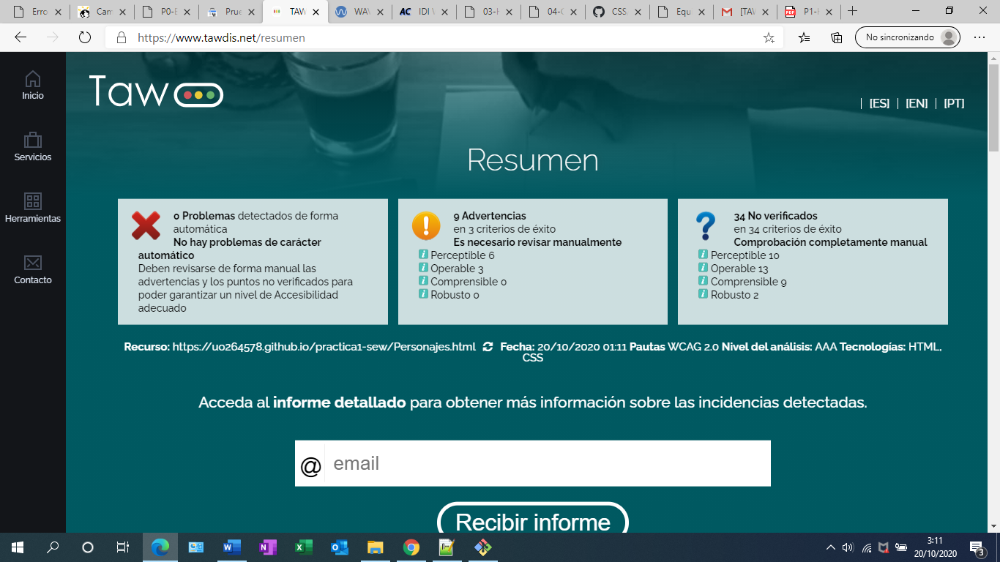 Erro
Cam
P0-E
Prue
TAW
WAV
AC IDI V
03-H
04-C
CSS
Equ
[TAW
P1-
https://www.tawdis.net/resumen
No sincronizando
Inicio
Servicios
Herramientas
Contacto
Taw
| [ES] | [EN] | [PT]
Resumen
0 Problemas detectados de forma
automática
No hay problemas de carácter
automático
Deben revisarse de forma manual las
advertencias y los puntos no verificados para
poder garantizar un nivel de Accesibilidad
adecuado
9 Advertencias
en 3 criterios de éxito
Es necesario revisar manualmente
Perceptible 6
Operable 3
Comprensible 0
Robusto 0
34 No verificados
en 34 criterios de éxito
Comprobación completamente manual
Perceptible 10
Operable 13
Comprensible 9
Robusto 2
Recurso: https://uo264578.github.io/practica1-sew/Personajes.html Fecha: 20/10/2020 01:11 Pautas WCAG 2.0 Nivel del análisis: AAA Tecnologías: HTML,
CSS
Acceda al informe detallado para obtener más información sobre las incidencias detectadas.
@ email
Recibir informe
3:11
20/10/2020
3